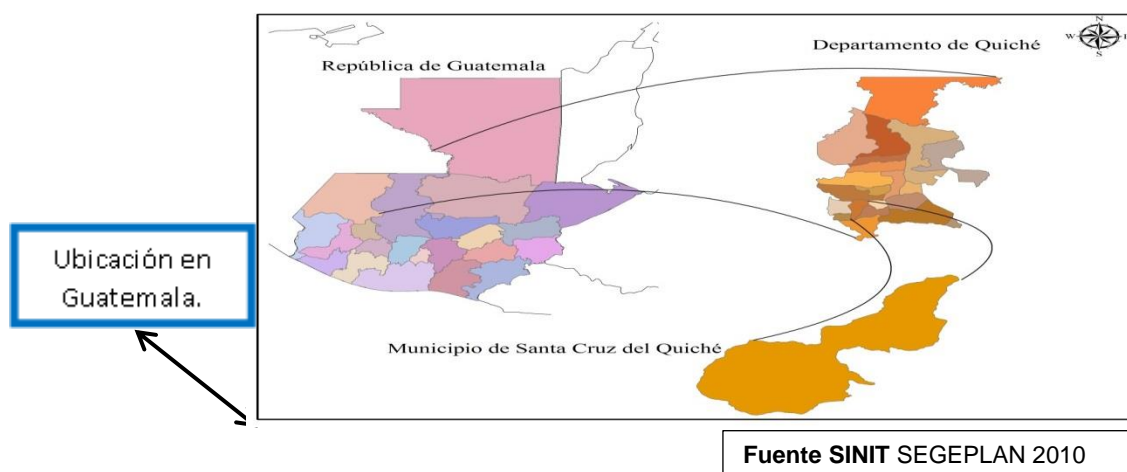 República de Guatemala
Departamento de Quiché
N
W
S
Ubicación en
Guatemala.
Municipio de Santa Cruz del Quiché
Fuente SINIT SEGEPLAN 2010